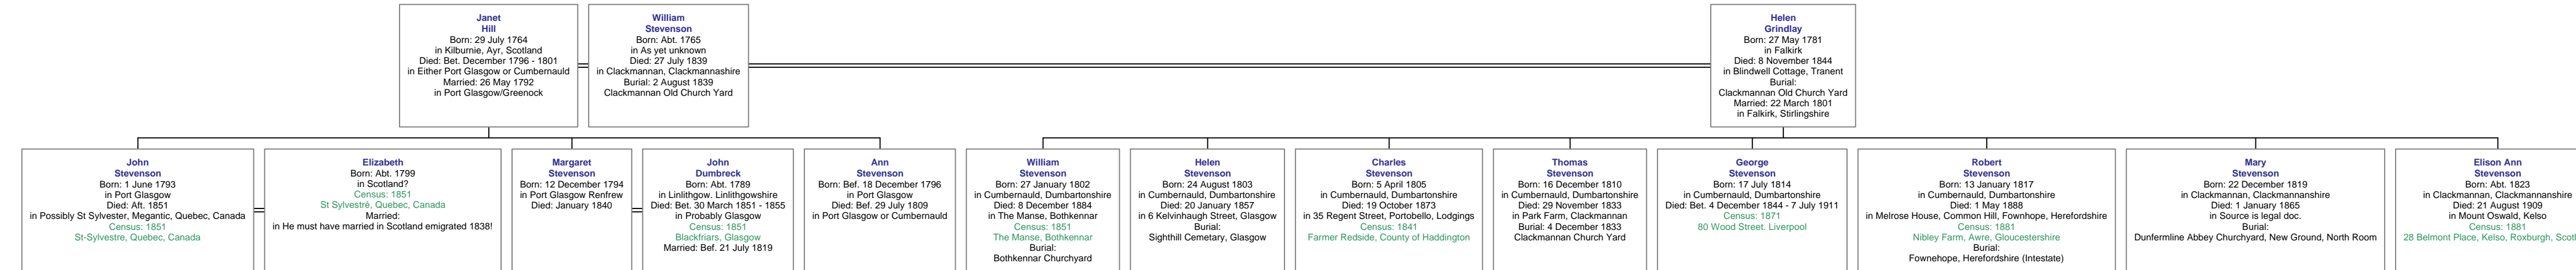 Janet
Hill
Born: 29 July 1764
in Kilburnie, Ayr, Scotland
Died: Bet. December 1796 - 1801
in Either Port Glasgow or Cumbernauld
Married: 26 May 1792
in Port Glasgow/Greenock
William
Stevenson
Born: Abt. 1765
in As yet unknown
Died: 27 July 1839
in Clackmannan, Clackmannashire
Burial: 2 August 1839
Clackmannan Old Church Yard
Helen
Grindlay
Born: 27 May 1781
in Falkirk
Died: 8 November 1844
in Blindwell Cottage, Tranent
Burial:
Clackmannan Old Church Yard
Married: 22 March 1801
in Falkirk, Stirlingshire
John
Stevenson
Born: 1 June 1793
in Port Glasgow
Died: Aft. 1851
in Possibly St Sylvester, Megantic, Quebec, Canada
Census: 1851
St-Sylvestre, Quebec, Canada
Elizabeth
Born: Abt. 1799
in Scotland?
Census: 1851
St Sylvestré, Quebec, Canada
Married:
in He must have married in Scotland emigrated 1838!
Margaret
Stevenson
Born: 12 December 1794
in Port Glasgow Renfrew
Died: January 1840
John
Dumbreck
Born: Abt. 1789
in Linlithgow. Linlithgowshire
Died: Bet. 30 March 1851 - 1855
in Probably Glasgow
Census: 1851
Blackfriars, Glasgow
Married: Bef. 21 July 1819
Ann
Stevenson
Born: Bef. 18 December 1796
in Port Glasgow
Died: Bef. 29 July 1809
in Port Glasgow or Cumbernauld
William
Stevenson
Born: 27 January 1802
in Cumbernauld, Dumbartonshire
Died: 8 December 1884
in The Manse, Bothkennar
Census: 1851
The Manse, Bothkennar
Burial:
Bothkennar Churchyard
Helen
Stevenson
Born: 24 August 1803
in Cumbernauld, Dumbartonshire
Died: 20 January 1857
in 6 Kelvinhaugh Street, Glasgow
Burial:
Sighthill Cemetary, Glasgow
Charles
Stevenson
Born: 5 April 1805
in Cumbernauld, Dumbartonshire
Died: 19 October 1873
in 35 Regent Street, Portobello, Lodgings
Census: 1841
Farmer Redside, County of Haddington
Thomas
Stevenson
Born: 16 December 1810
in Cumbernauld, Dumbartonshire
Died: 29 November 1833
in Park Farm, Clackmannan
Burial: 4 December 1833
Clackmannan Church Yard
George
Stevenson
Born: 17 July 1814
in Cumbernauld, Dumbartonshire
Died: Bet. 4 December 1844 - 7 July 1911
Census: 1871
80 Wood Street. Liverpool
Robert
Stevenson
Born: 13 January 1817
in Cumbernauld, Dumbartonshire
Died: 1 May 1888
in Melrose House, Common Hill, Fownhope, Herefordshire
Census: 1881
Nibley Farm, Awre, Gloucestershire
Burial:
Fownehope, Herefordshire (Intestate)
Mary
Stevenson
Born: 22 December 1819
in Clackmannan, Clackmannanshire
Died: 1 January 1865
in Source is legal doc.
Burial:
Dunfermline Abbey Churchyard, New Ground, North Room
Elison Ann
Stevenson
Born: Abt. 1823
in Clackmannan, Clackmannanshire
Died: 21 August 1909
in Mount Oswald, Kelso
Census: 1881
28 Belmont Place, Kelso, Roxburgh,